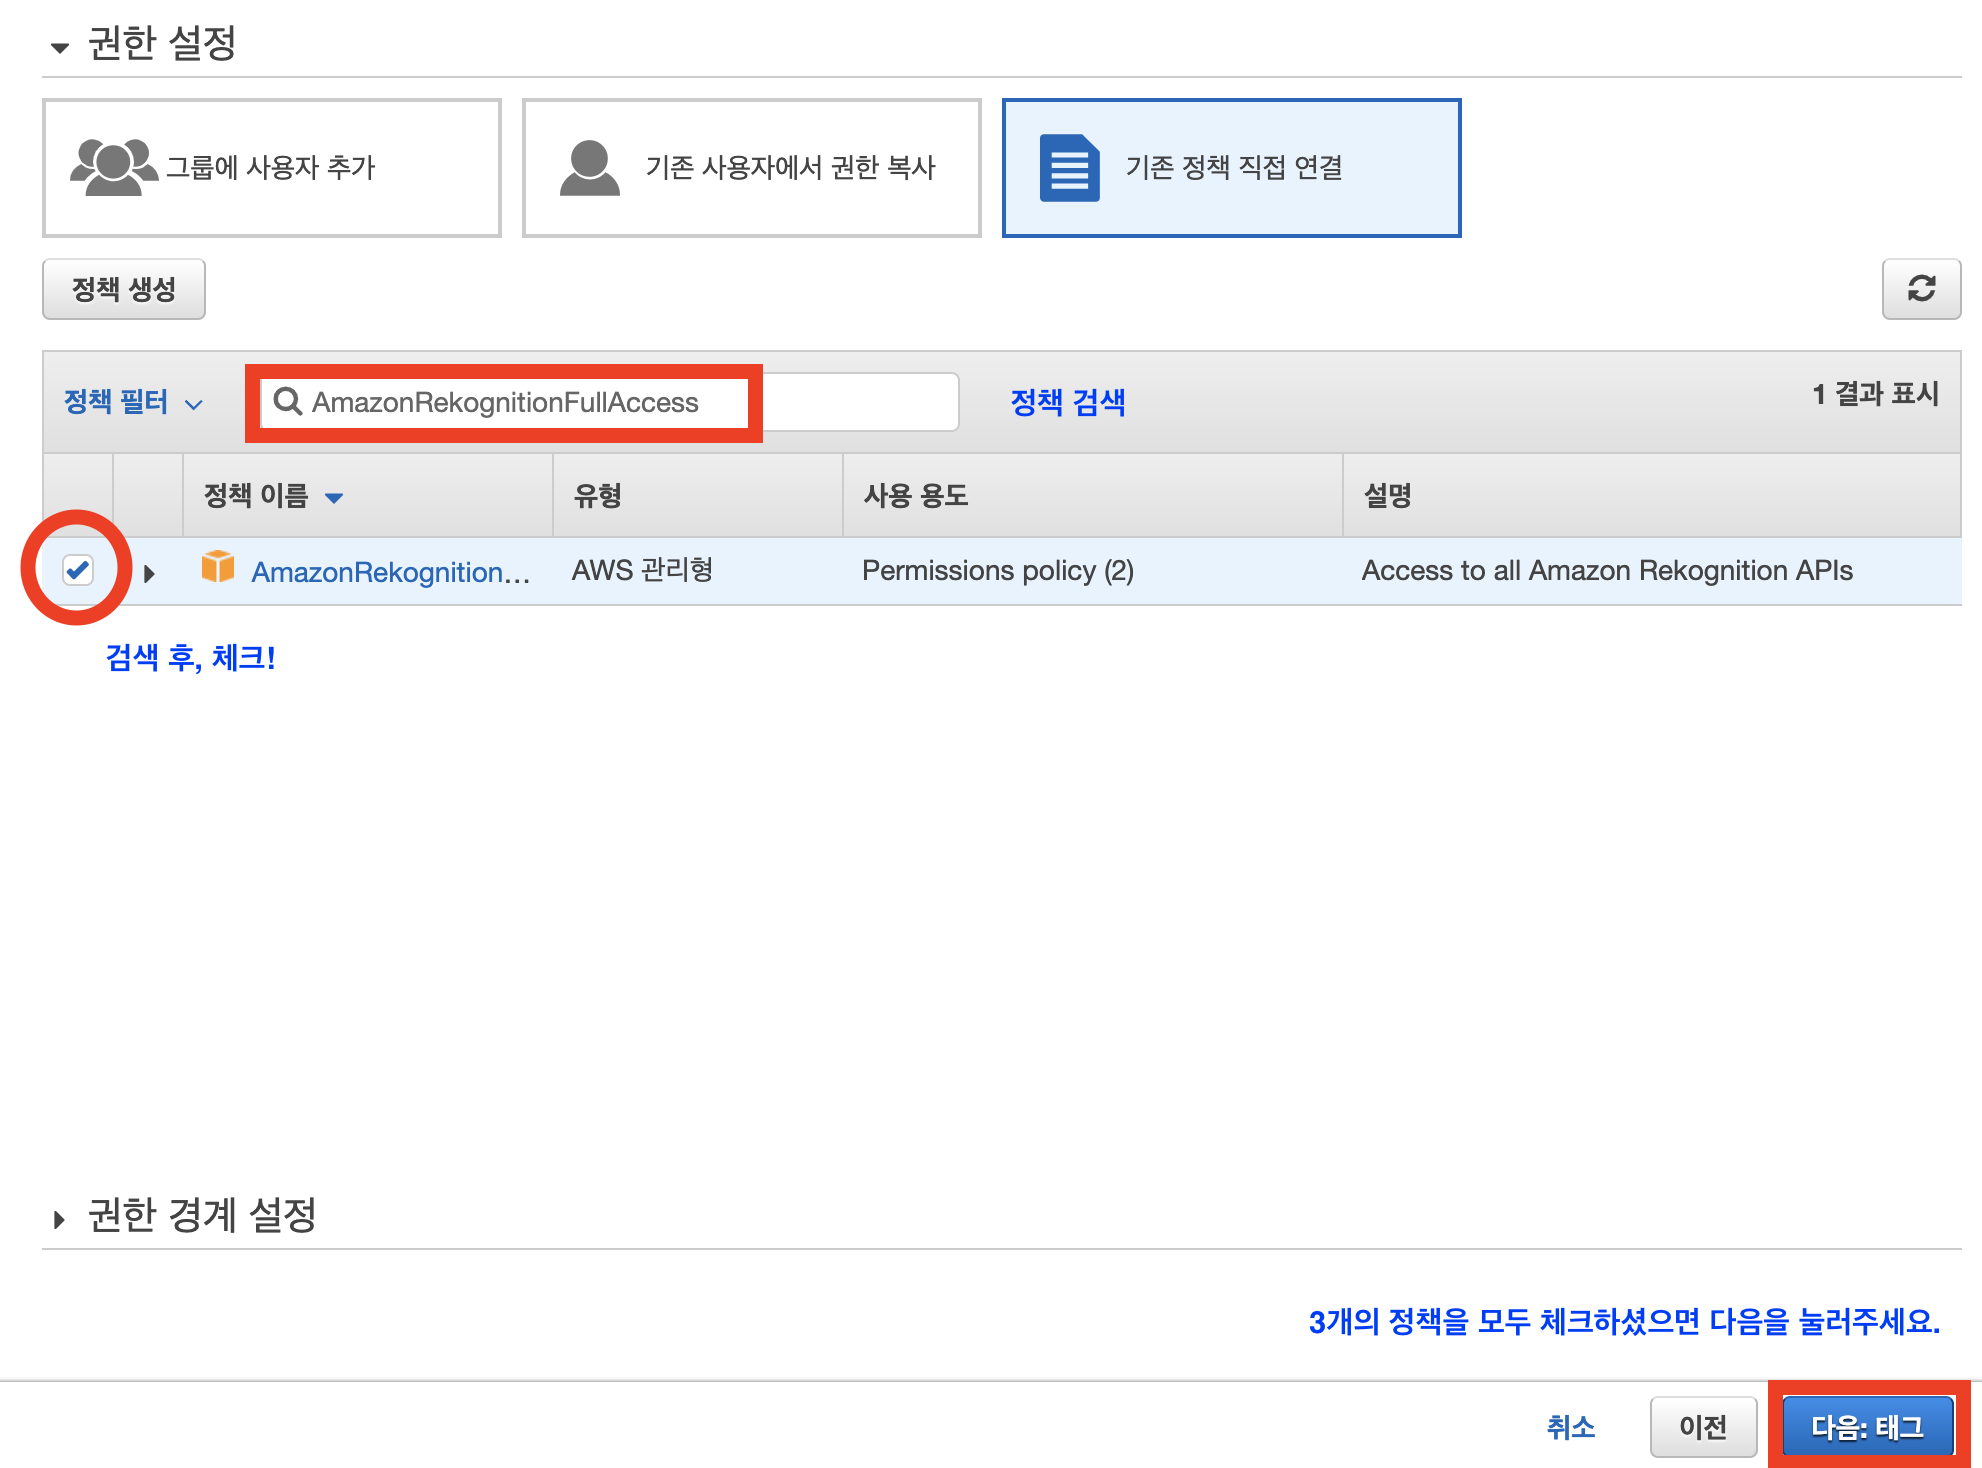 권한 설정
그룹에 사용자 추가
기존 사용자에서 권한 복사
기존 정책 직접 연결
정책 생성
정책 필터
AmazonRekognitionFullAccess
정책 검색
1 결과 표시
정책 이름
유형
사용 용도
설명
AmazonRekognition...
AWS 관리형
Permissions policy (2)
Access to all Amazon Rekognition APIs
검색 후, 체크!
권한 경계 설정
3개의 정책을 모두 체크하셨으면 다음을 눌러주세요.
취소
이전
다음: 태그